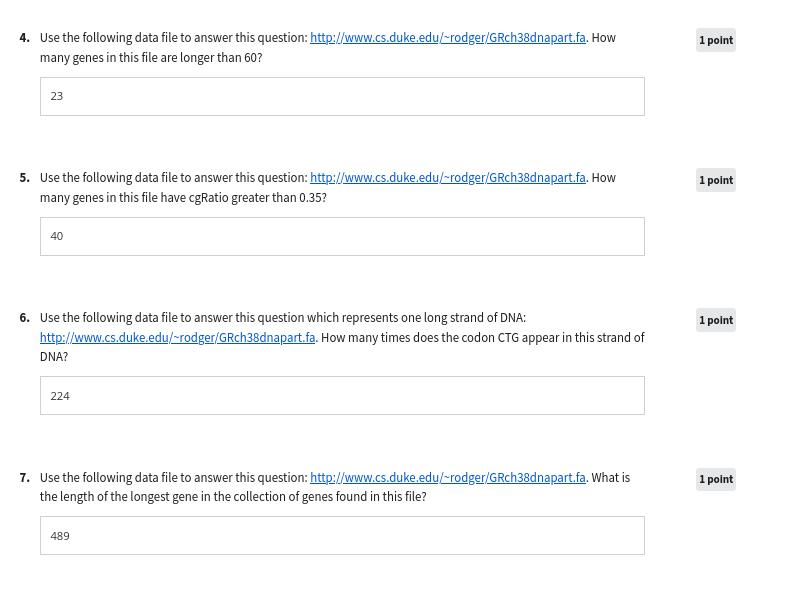 4. Use the following data file to answer this question: http://www.cs.duke.edu/~rodger/GRch38dnapart.fa. How 1 point
many genes in this file are longer than 60?
23
5. Use the following data file to answer this question: http://www.cs.duke.edu/~rodger/GRch38dnapart.fa. How 1 point
many genes in this file have cgRatio greater than 0.35?
40
6. Use the following data file to answer this question which represents one long strand of DNA: 1 point
http://www.cs.duke.edu/~rodger/GRch38dnapart.fa. How many times does the codon CTG appear in this strand of
DNA?
224
7. Use the following data file to answer this question: http://www.cs.duke.edu/~rodger/GRch38dnapart.fa. What is 1 point
the length of the longest gene in the collection of genes found in this file?
489